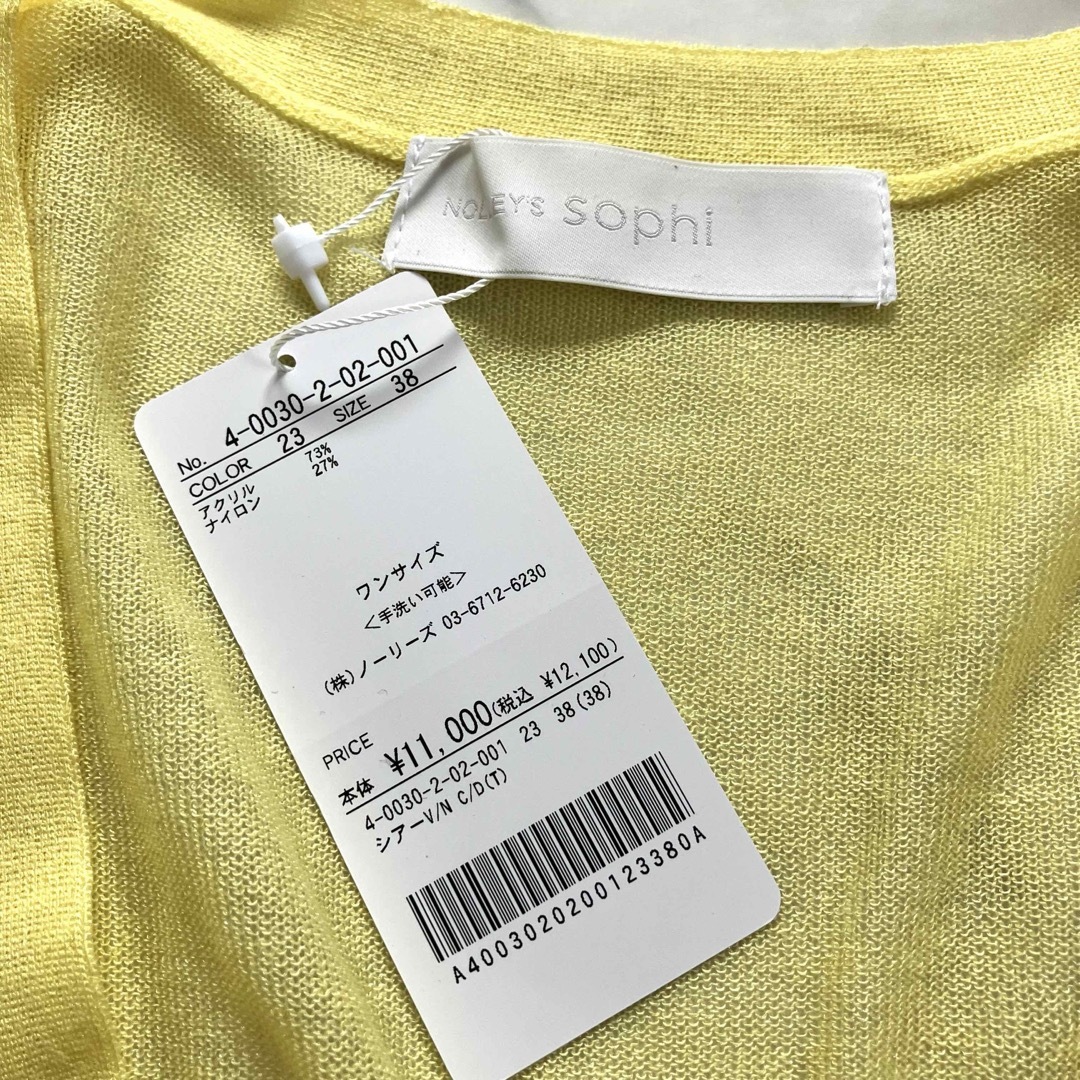 NOLEY'S sophi
No. 4-0030-2-02-001
COLOR 23 SIZE 38
アクリル 73%
ナイロン 27%
ワンサイズ
<手洗い可能>
(株)ノーリーズ 03-6712-6230
PRICE
本体 ¥11,000(税込 ¥12,100)
4-0030-2-02-001 23 38(38)
シアーV/N C/D(T)
A4003020200123380A